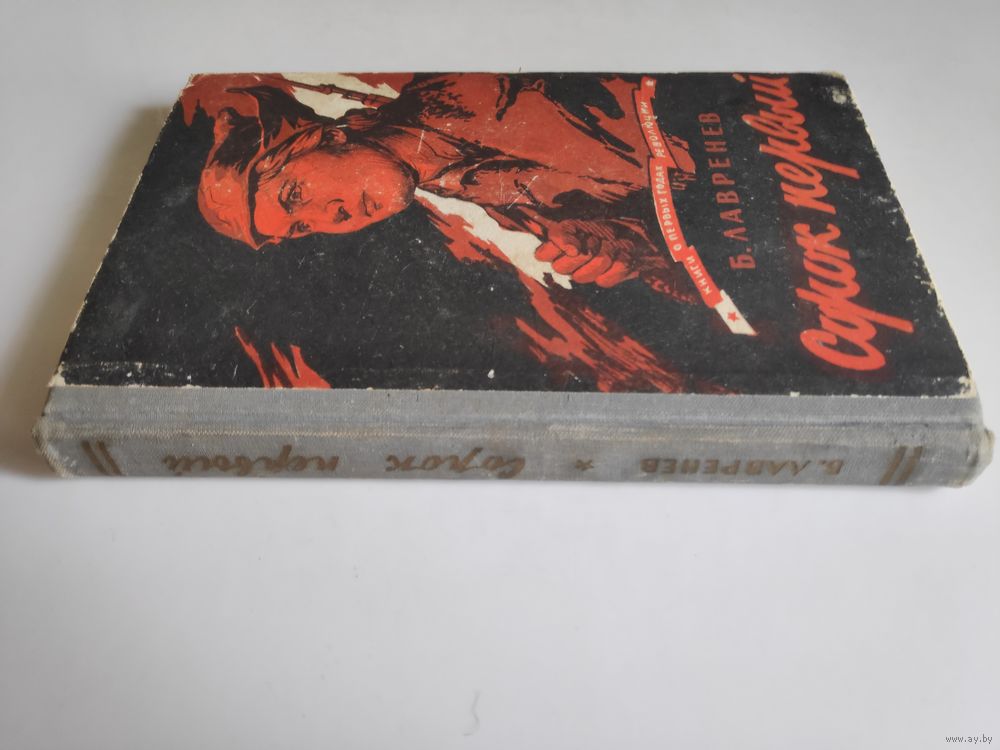 Б. ЛАВРЕНЕВ
Сорок первый
КНИГИ О ПЕРВЫХ ГОДАХ РЕВОЛЮЦИИ
Б. ЛАВРЕНЕВ ★ Сорок первый
www.ay.by